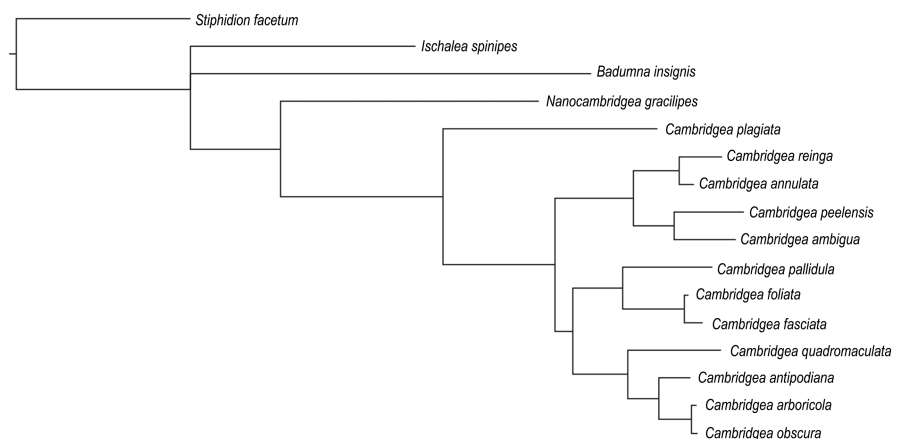 Stiphidion facetum
Ischalea spinipes
Badumna insignis
Nanocambridgea gracilipes
Cambridgea plagiata
Cambridgea reinga
Cambridgea annulata
Cambridgea peelensis
Cambridgea ambigua
Cambridgea pallidula
Cambridgea foliata
Cambridgea fasciata
Cambridgea quadromaculata
Cambridgea antipodiana
Cambridgea arboricola
Cambridgea obscura